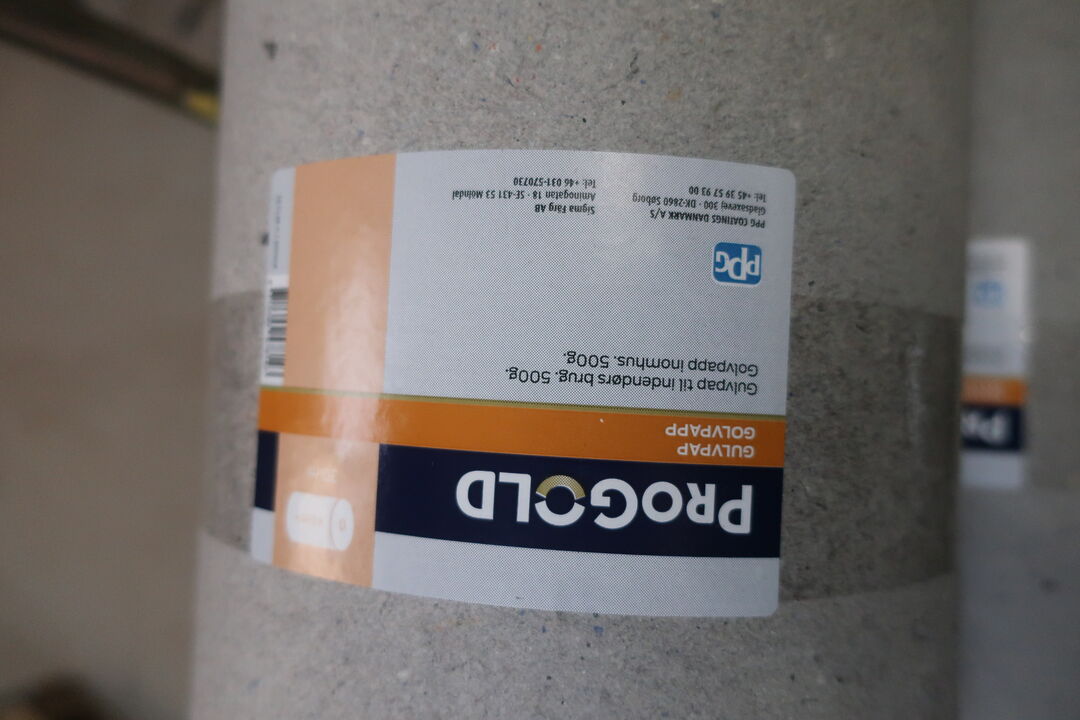 PROGOLD
GULVPAP
GOLVPAPP
Gulvpap til indendørs brug. 500g.
Golvpapp inomhus. 500g.
PPG
PPG COATINGS DANMARK A/S
Gladsaxevej 300 · DK-2860 Søborg
Tel: +45 39 57 93 00
Sigma Färg AB
Aminogatan 18 · SE-431 53 Mölndal
Tel: +46 031-570730